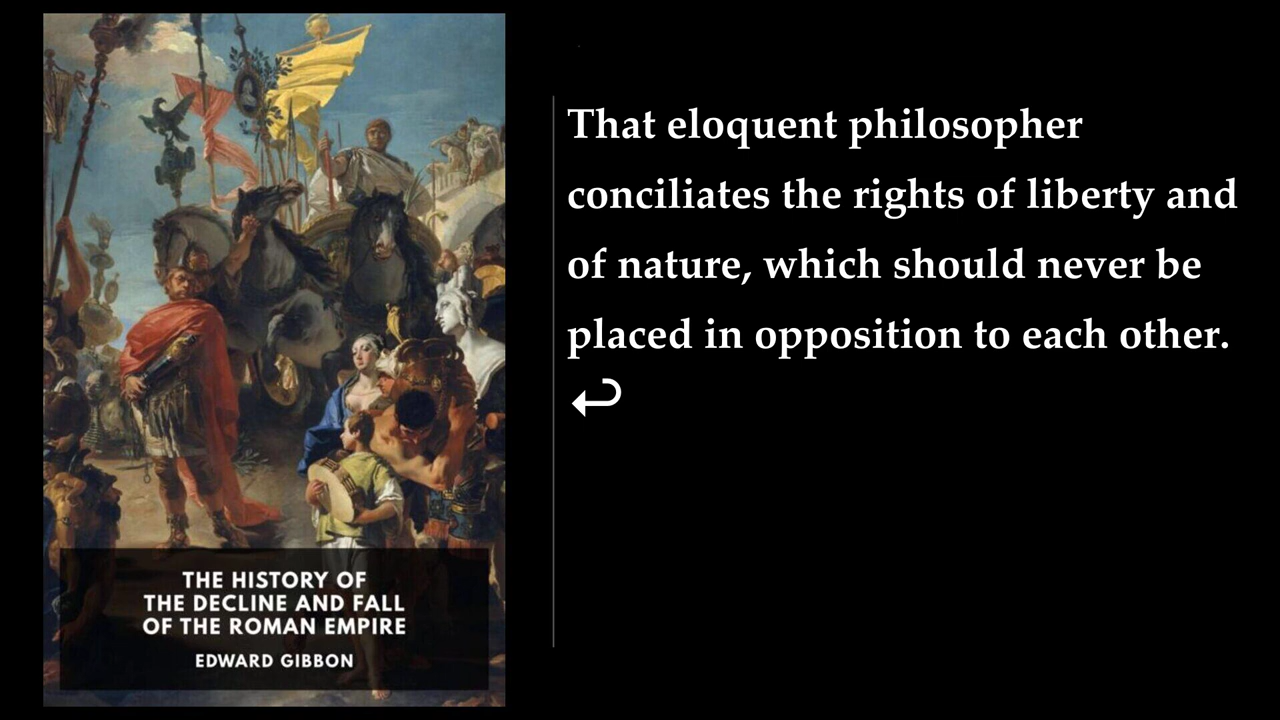 THE HISTORY OF
THE DECLINE AND FALL
OF THE ROMAN EMPIRE
EDWARD GIBBON
That eloquent philosopher
conciliates the rights of liberty and
of nature, which should never be
placed in opposition to each other.
↩